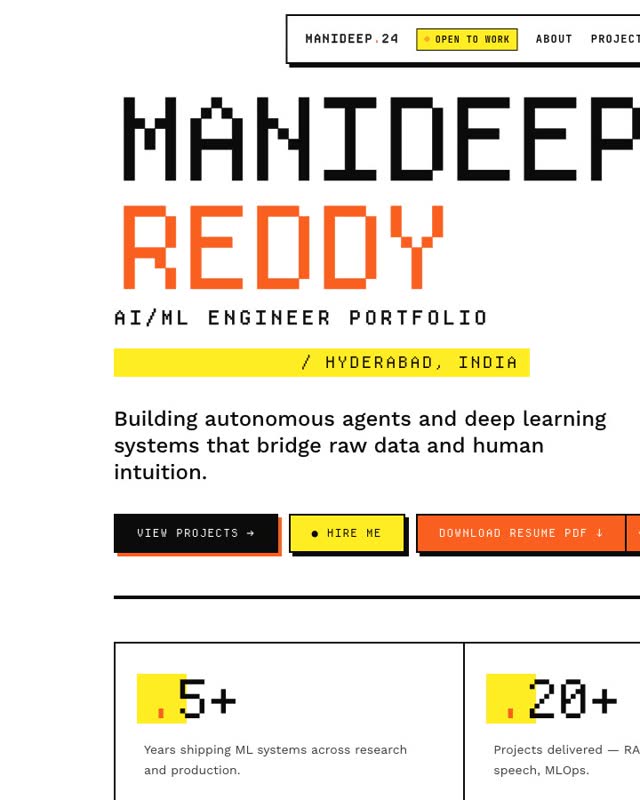 MANIDEEP.24 OPEN TO WORK ABOUT
MANIDEEP
REDDY
AI/ML ENGINEER PORTFOLIO
/ HYDERABAD, INDIA
Building autonomous agents and deep learning
systems that bridge raw data and human
intuition.
VIEW PROJECTS → ● HIRE ME DOWNLOAD RESUME PDF ↓
.5+
.20+
Years shipping ML systems across research
and production.
Projects delivered —
speech, MLOps.